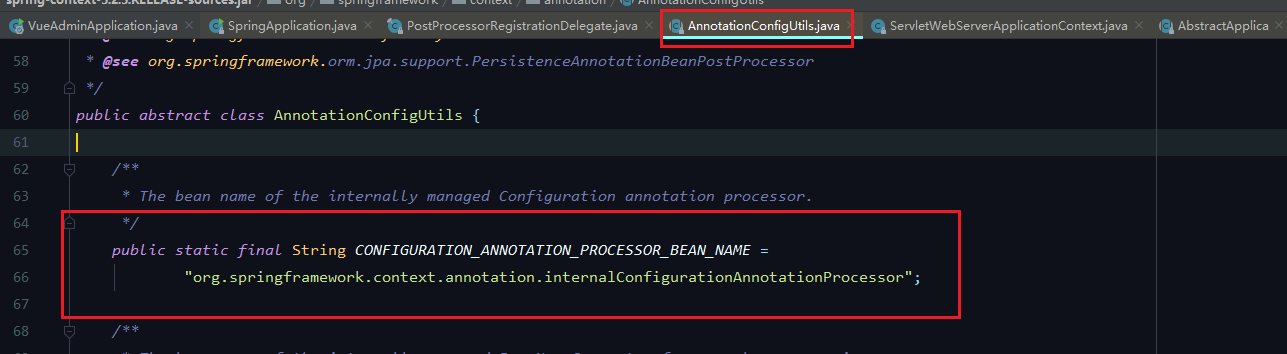 spring-context-5.2.5.RELEASE-sources.jar org springframework context annotation AnnotationConfigUtils
VueAdminApplication.java SpringApplication.java PostProcessorRegistrationDelegate.java AnnotationConfigUtils.java ServletWebServerApplicationContext.java AbstractApplica
58 * @see org.springframework.orm.jpa.support.PersistenceAnnotationBeanPostProcessor
59 */
60 public abstract class AnnotationConfigUtils {
61
62 /**
63 * The bean name of the internally managed Configuration annotation processor.
64 */
65 public static final String CONFIGURATION_ANNOTATION_PROCESSOR_BEAN_NAME =
66 "org.springframework.context.annotation.internalConfigurationAnnotationProcessor";
67
68 /**